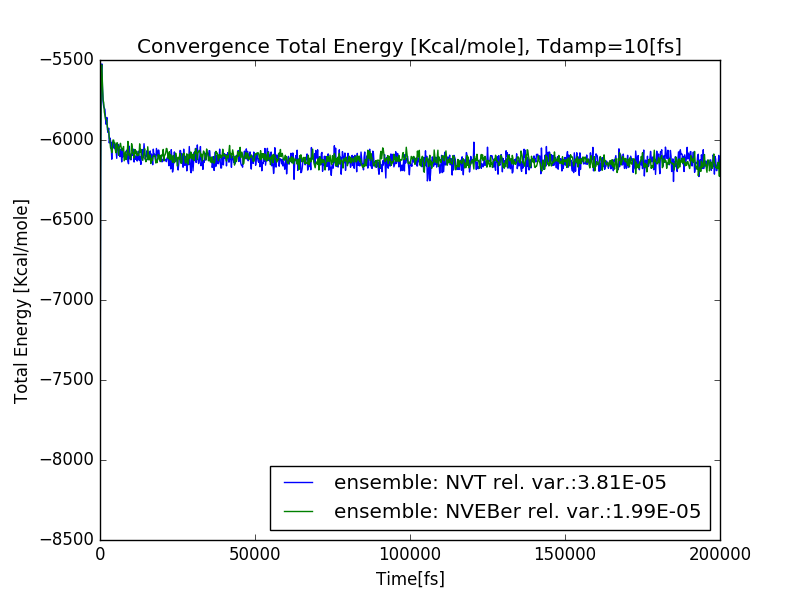 Convergence Total Energy [Kcal/mole], Tdamp=10[fs]
−5500
−6000
−6500
−7000
−7500
−8000
−8500
Total Energy [Kcal/mole]
ensemble: NVT rel. var.:3.81E-05
ensemble: NVEBer rel. var.:1.99E-05
0 50000 100000 150000 200000
Time[fs]